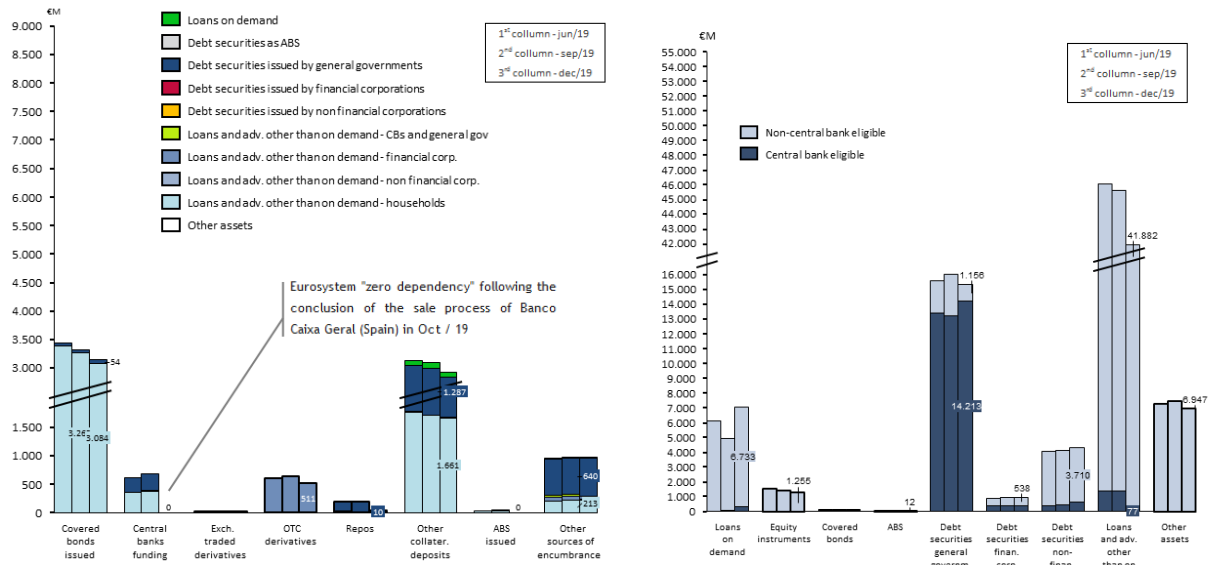 €M
9.000
8.500
8.000
7.500
7.000
6.500
6.000
5.500
5.000
4.500
4.000
3.500
3.000
1.500
1.000
500
0
Loans on demand
Debt securities as ABS
Debt securities issued by general governments
Debt securities issued by financial corporations
Debt securities issued by non financial corporations
Loans and adv. other than on demand - CBs and general gov
Loans and adv. other than on demand - financial corp.
Loans and adv. other than on demand - non financial corp.
Loans and adv. other than on demand - households
Other assets
1st collumn - jun/19
2nd collumn - sep/19
3rd collumn - dec/19
Eurosystem "zero dependency" following the
conclusion of the sale process of Banco
Caixa Geral (Spain) in Oct / 19
54
3.084
0
511
10
1.287
1.661
0
640
213
Covered
bonds
issued
Central
banks
funding
Exch.
traded
derivatives
OTC
derivatives
Repos
Other
collater.
deposits
ABS
issued
Other
sources of
encumbrance
€M
55.000
54.000
53.000
52.000
51.000
50.000
49.000
48.000
47.000
46.000
45.000
44.000
43.000
42.000
16.000
15.000
14.000
13.000
12.000
11.000
10.000
9.000
8.000
7.000
6.000
5.000
4.000
3.000
2.000
1.000
0
1st collumn - jun/19
2nd collumn - sep/19
3rd collumn - dec/19
Non-central bank eligible
Central bank eligible
6.733
1.255
12
1.156
14.213
538
3.710
41.882
77
6.947
Loans
on
demand
Equity
instruments
Covered
bonds
ABS
Debt
securities
general
governm.
Debt
securities
finan.
corp.
Debt
securities
non-
finan.
Loans
and adv.
other
than on
Other
assets